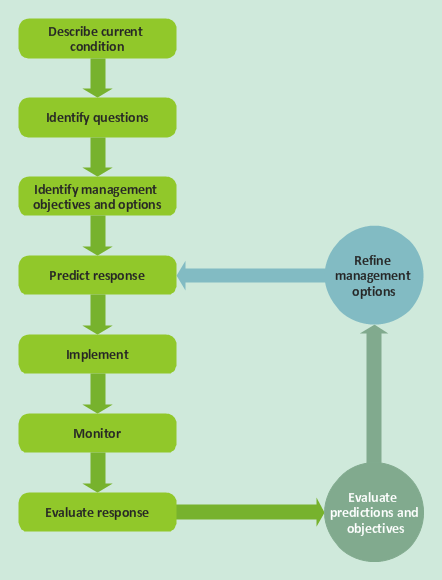 Describe current
condition
Identify questions
Identify management
objectives and options
Predict response
Implement
Monitor
Evaluate response
Refine
management
options
Evaluate
predictions and
objectives